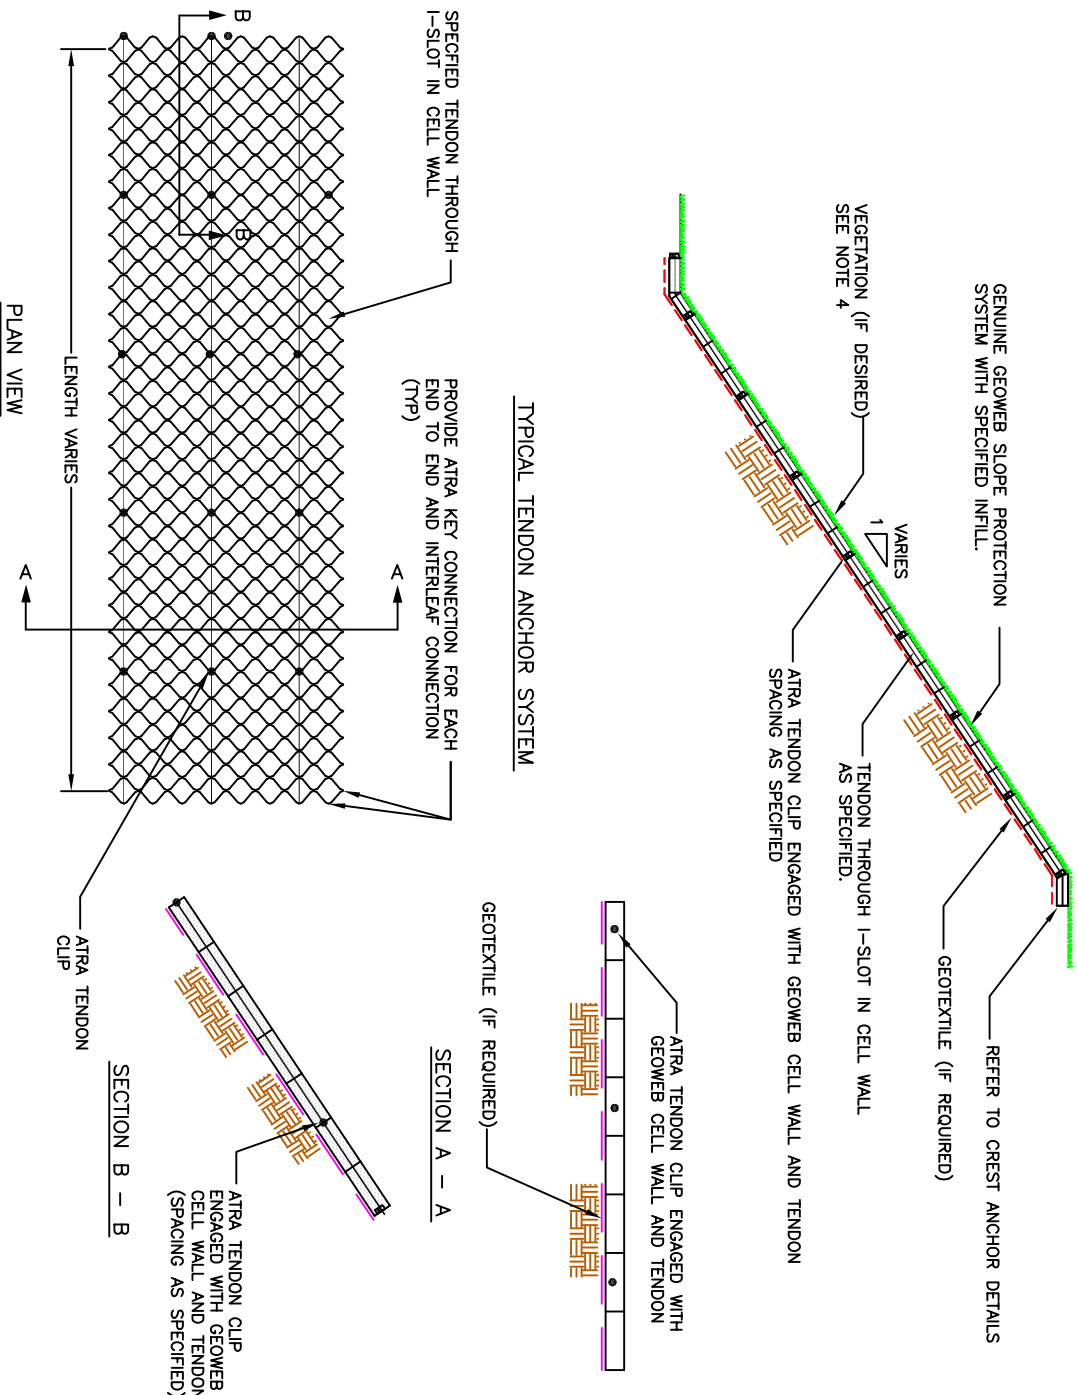 GENUINE GEOWEB SLOPE PROTECTION
SYSTEM WITH SPECIFIED INFILL.
REFER TO CREST ANCHOR DETAILS
GEOTEXTILE (IF REQUIRED)
VEGETATION (IF DESIRED)
SEE NOTE 4
VARIES
1
TENDON THROUGH I-SLOT IN CELL WALL
AS SPECIFIED.
ATRA TENDON CLIP ENGAGED WITH GEOWEB CELL WALL AND TENDON
SPACING AS SPECIFIED
TYPICAL TENDON ANCHOR SYSTEM
SPECFIED TENDON THROUGH
I-SLOT IN CELL WALL
PROVIDE ATRA KEY CONNECTION FOR EACH
END TO END AND INTERLEAF CONNECTION
(TYP)
B
B
A
A
LENGTH VARIES
PLAN VIEW
ATRA TENDON
CLIP
ATRA TENDON CLIP ENGAGED WITH
GEOWEB CELL WALL AND TENDON
GEOTEXTILE (IF REQUIRED)
SECTION A - A
ATRA TENDON CLIP
ENGAGED WITH GEOWEB
CELL WALL AND TENDON
(SPACING AS SPECIFIED)
SECTION B - B